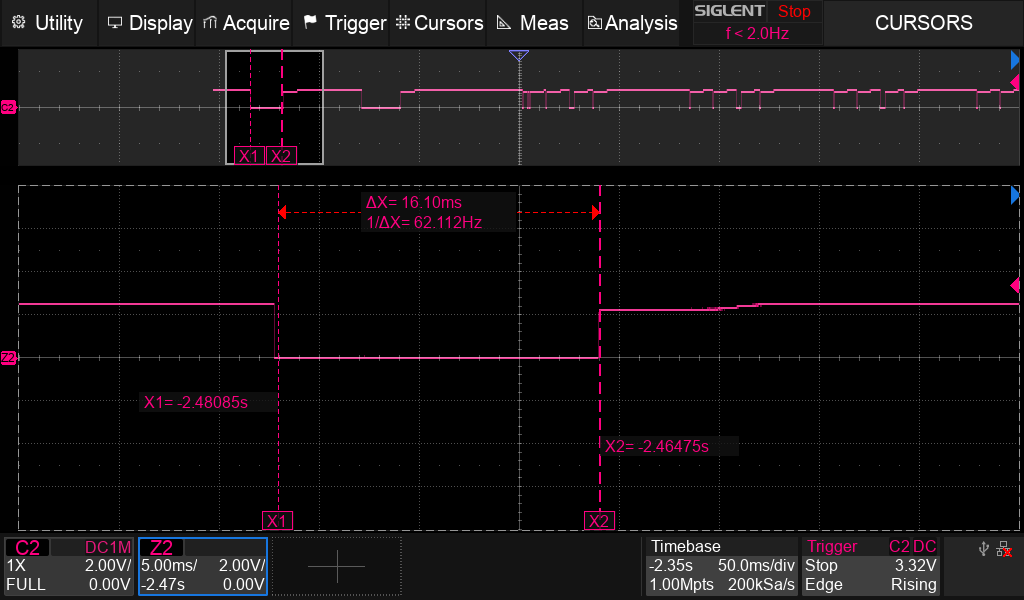 Utility Display Acquire Trigger Cursors Meas Analysis SIGLENT Stop CURSORS
f < 2.0Hz
C2
X1 X2
ΔX= 16.10ms
1/ΔX= 62.112Hz
Z2
X1= -2.48085s
X2= -2.46475s
X1 X2
C2 DC1M
1X 2.00V/
FULL 0.00V
Z2
5.00ms/ 2.00V/
-2.47s 0.00V
Timebase
-2.35s 50.0ms/div
1.00Mpts 200kSa/s
Trigger C2 DC
Stop 3.32V
Edge Rising